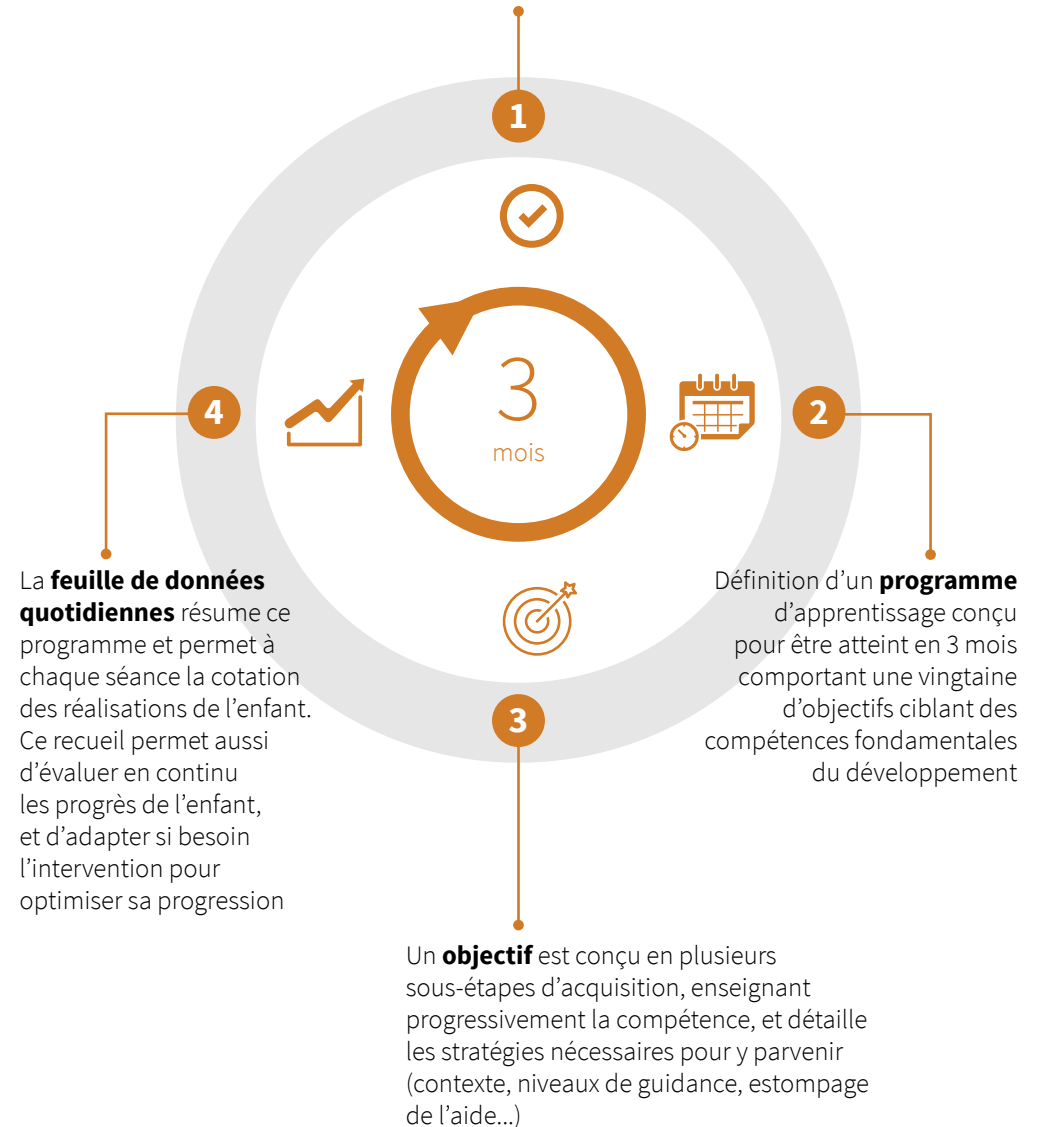 1
3
mois
4
2
La feuille de données
quotidiennes résume ce
programme et permet à
chaque séance la cotation
des réalisations de l’enfant.
Ce recueil permet aussi
d’évaluer en continu
les progrès de l’enfant,
et d’adapter si besoin
l’intervention pour
optimiser sa progression
Définition d’un programme
d’apprentissage conçu
pour être atteint en 3 mois
comportant une vingtaine
d’objectifs ciblant des
compétences fondamentales
du développement
3
Un objectif est conçu en plusieurs
sous-étapes d’acquisition, enseignant
progressivement la compétence, et détaille
les stratégies nécessaires pour y parvenir
(contexte, niveaux de guidance, estompage
de l’aide...)